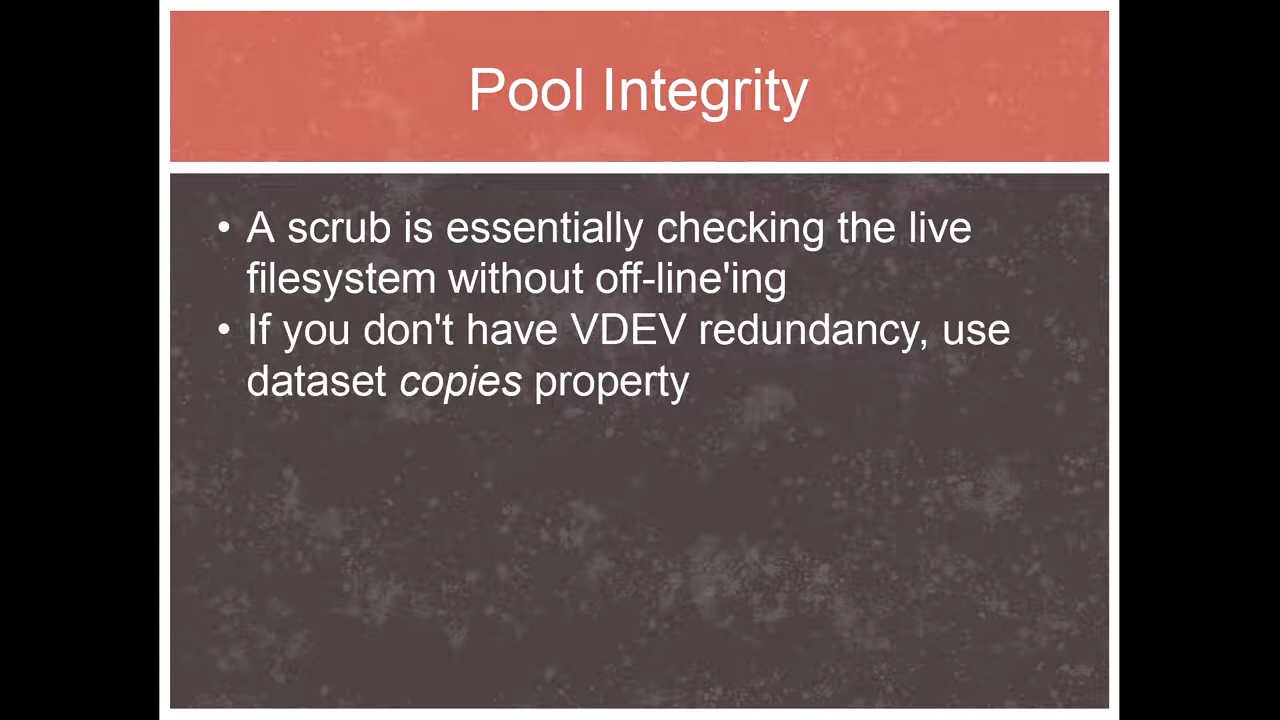 Pool Integrity
• A scrub is essentially checking the live
filesystem without off-line'ing
• If you don't have VDEV redundancy, use
dataset copies property